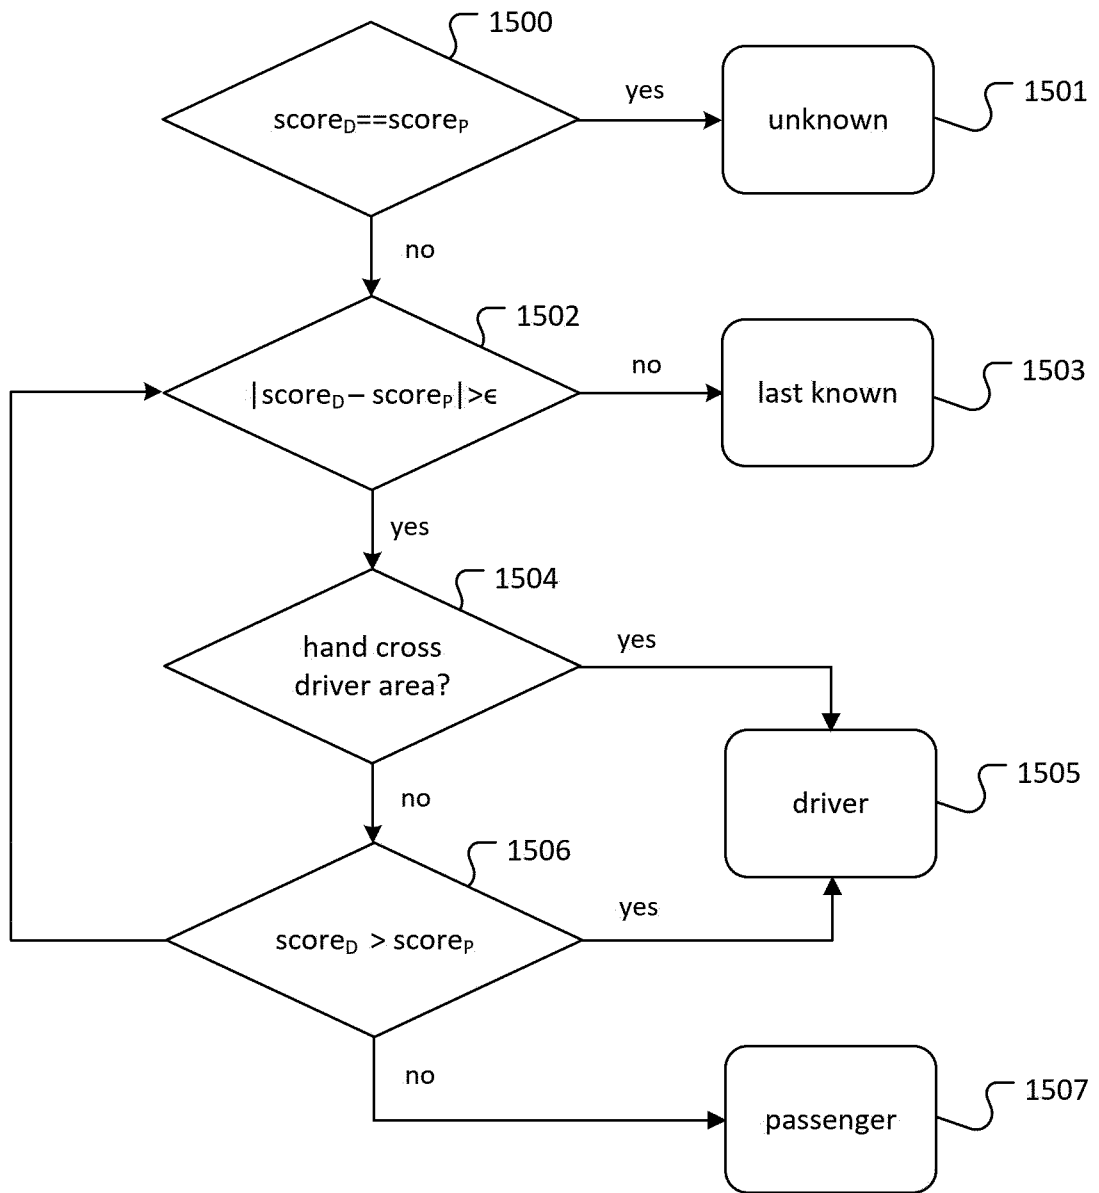 1500
score_D==score_P
yes
unknown
1501
no
1502
|score_D – score_P|>ϵ
no
last known
1503
yes
1504
hand cross
driver area?
yes
driver
1505
no
1506
score_D > score_P
yes
no
passenger
1507